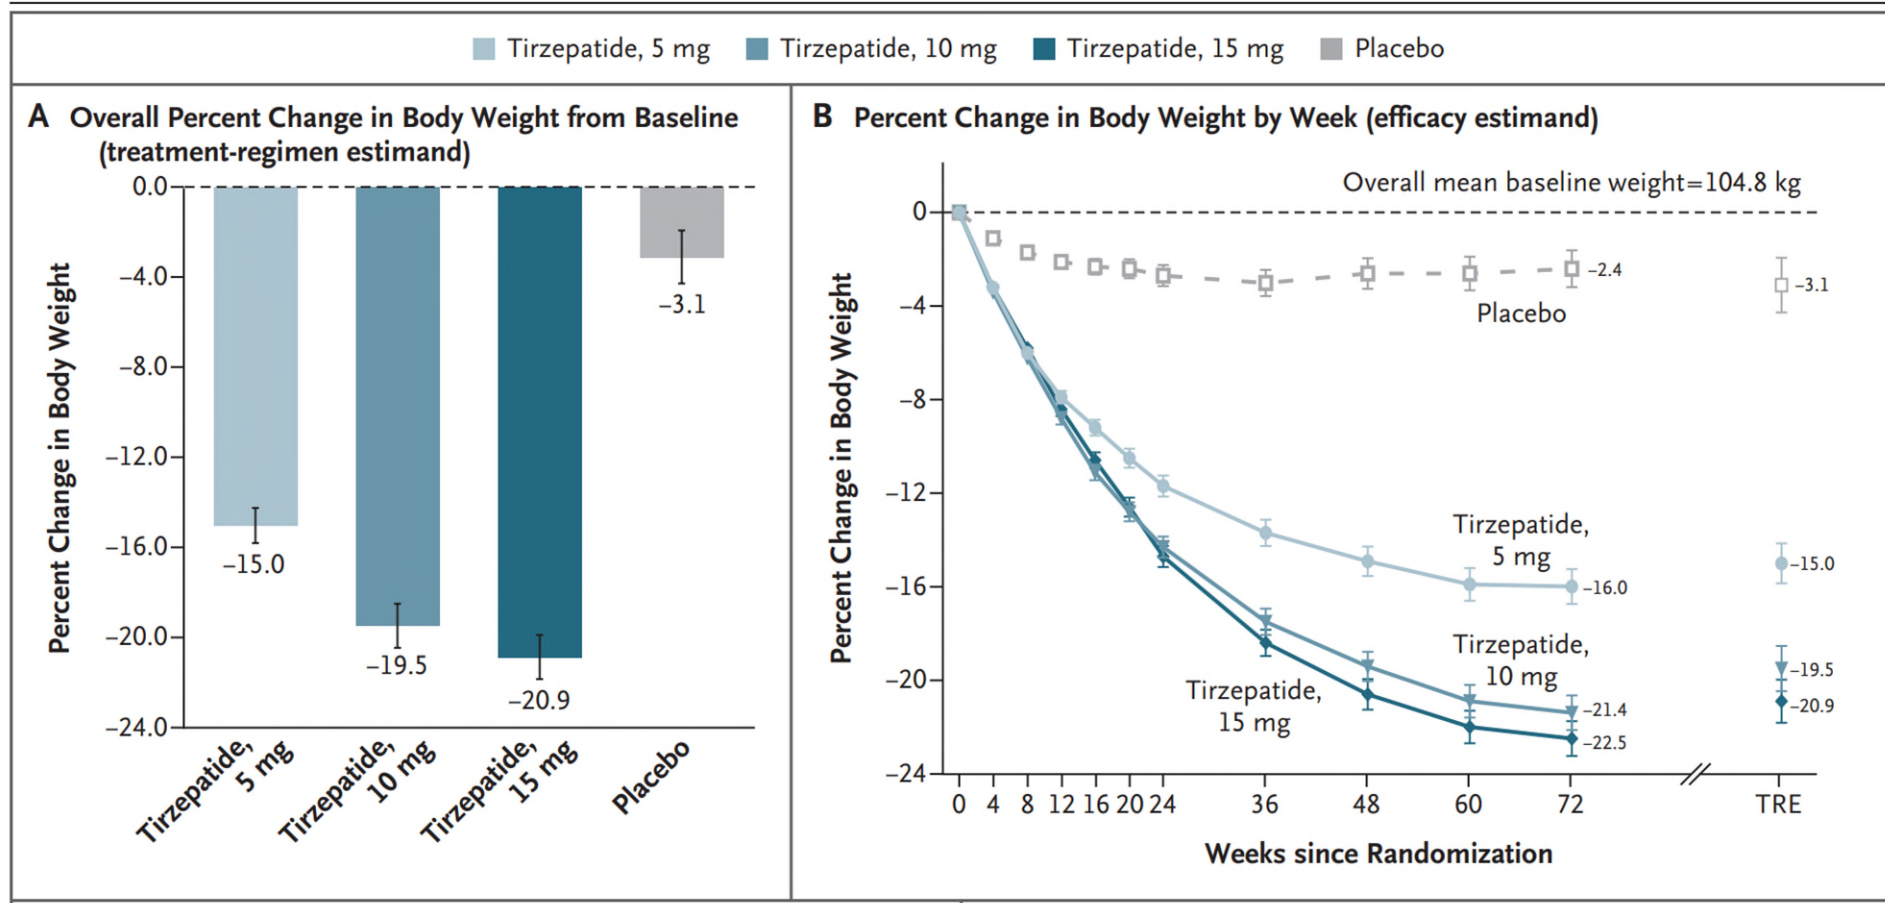 Tirzepatide, 5 mg Tirzepatide, 10 mg Tirzepatide, 15 mg Placebo
A Overall Percent Change in Body Weight from Baseline
(treatment-regimen estimand)
Percent Change in Body Weight
0.0
−4.0
−8.0
−12.0
−16.0
−20.0
−24.0
−15.0
−19.5
−20.9
−3.1
Tirzepatide,
5 mg
Tirzepatide,
10 mg
Tirzepatide,
15 mg
Placebo
B Percent Change in Body Weight by Week (efficacy estimand)
Overall mean baseline weight=104.8 kg
Percent Change in Body Weight
0
−4
−8
−12
−16
−20
−24
−2.4
−3.1
Placebo
Tirzepatide,
5 mg
−15.0
−16.0
Tirzepatide,
10 mg
−19.5
Tirzepatide,
15 mg
−21.4
−20.9
−22.5
0 4 8 12 16 20 24 36 48 60 72 TRE
Weeks since Randomization